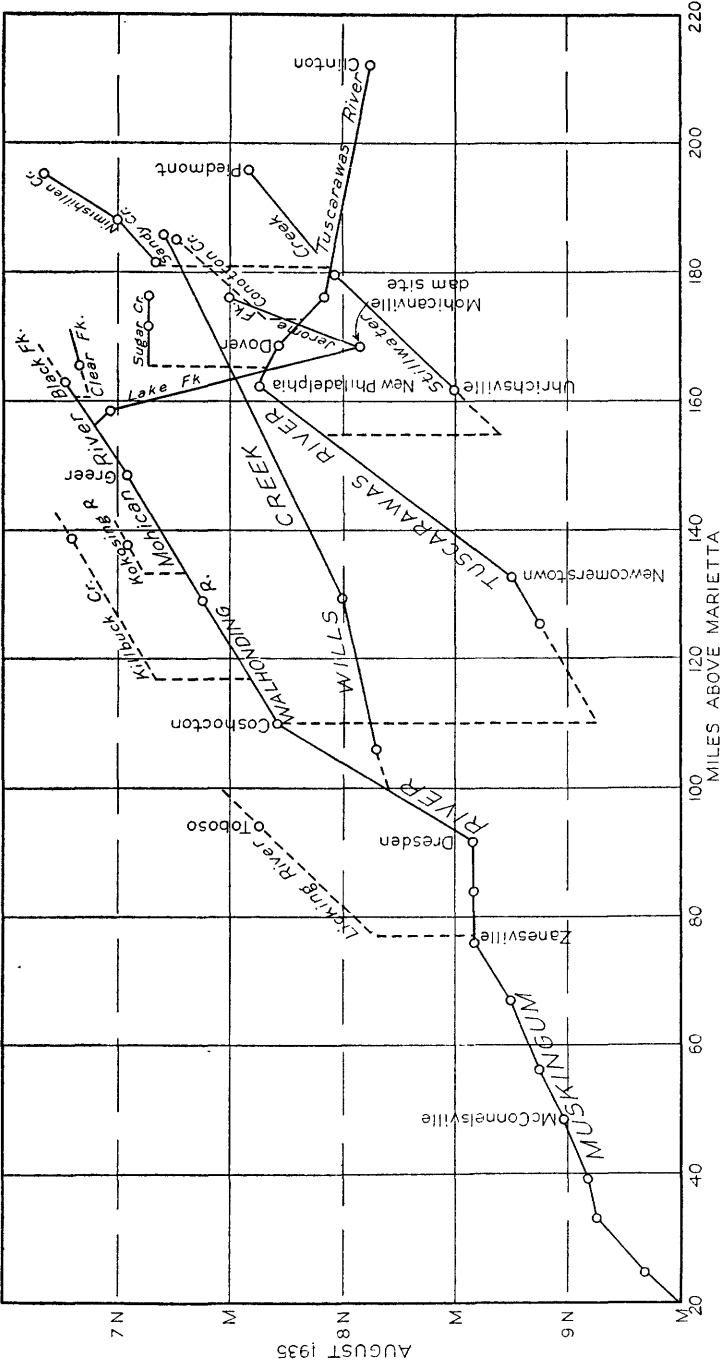 Clinton
Tuscarawas River
Piedmont
Creek
Nimishillen Cr.
Sandy Cr.
Conotton Cr.
Mohicanville
dam site
Stillwater
Uhrichsville
New Philadelphia
Dover
Jerome
Fk.
Sugar Cr.
Black Fk.
Clear Fk.
Lake Fk
Mohican River
Greer
Kokosing R
Killbuck Cr.
WALHONDING R.
Coshocton
WILLS CREEK
TUSCARAWAS RIVER
Newcomerstown
Toboso
Licking River
Dresden
Zanesville
MUSKINGUM RIVER
McConnelsville
AUGUST 1935
7 N
M
8 N
M
9 N
M
20
40
60
80
100
120
140
160
180
200
220
MILES ABOVE MARIETTA